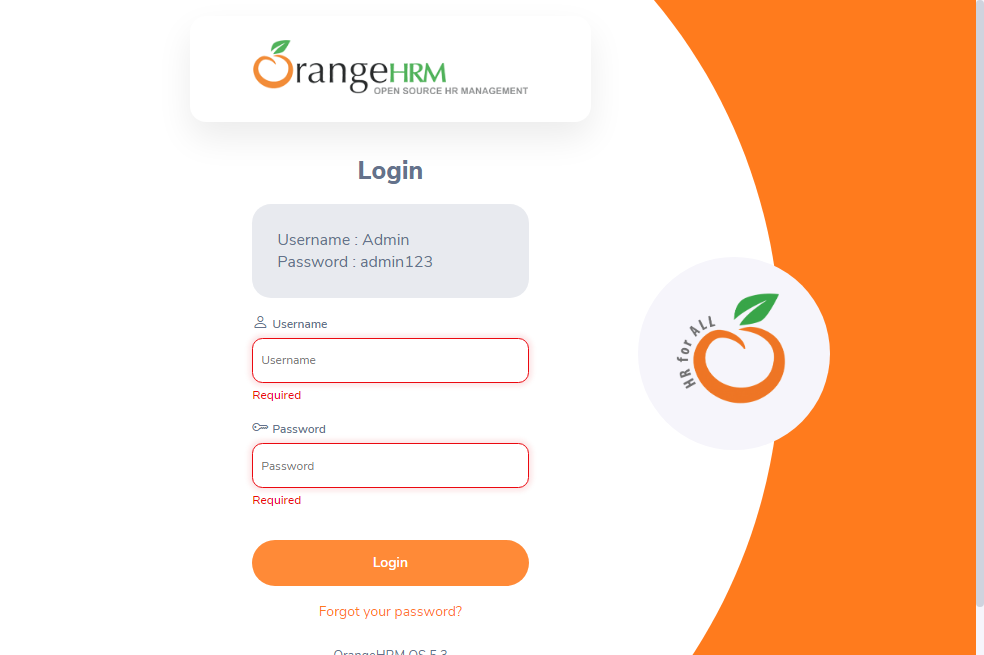 OrangeHRM
OPEN SOURCE HR MANAGEMENT
Login
Username : Admin
Password : admin123
Username
Username
Required
Password
Password
Required
Login
Forgot your password?
OrangeHRM OS 5.3
HR for ALL